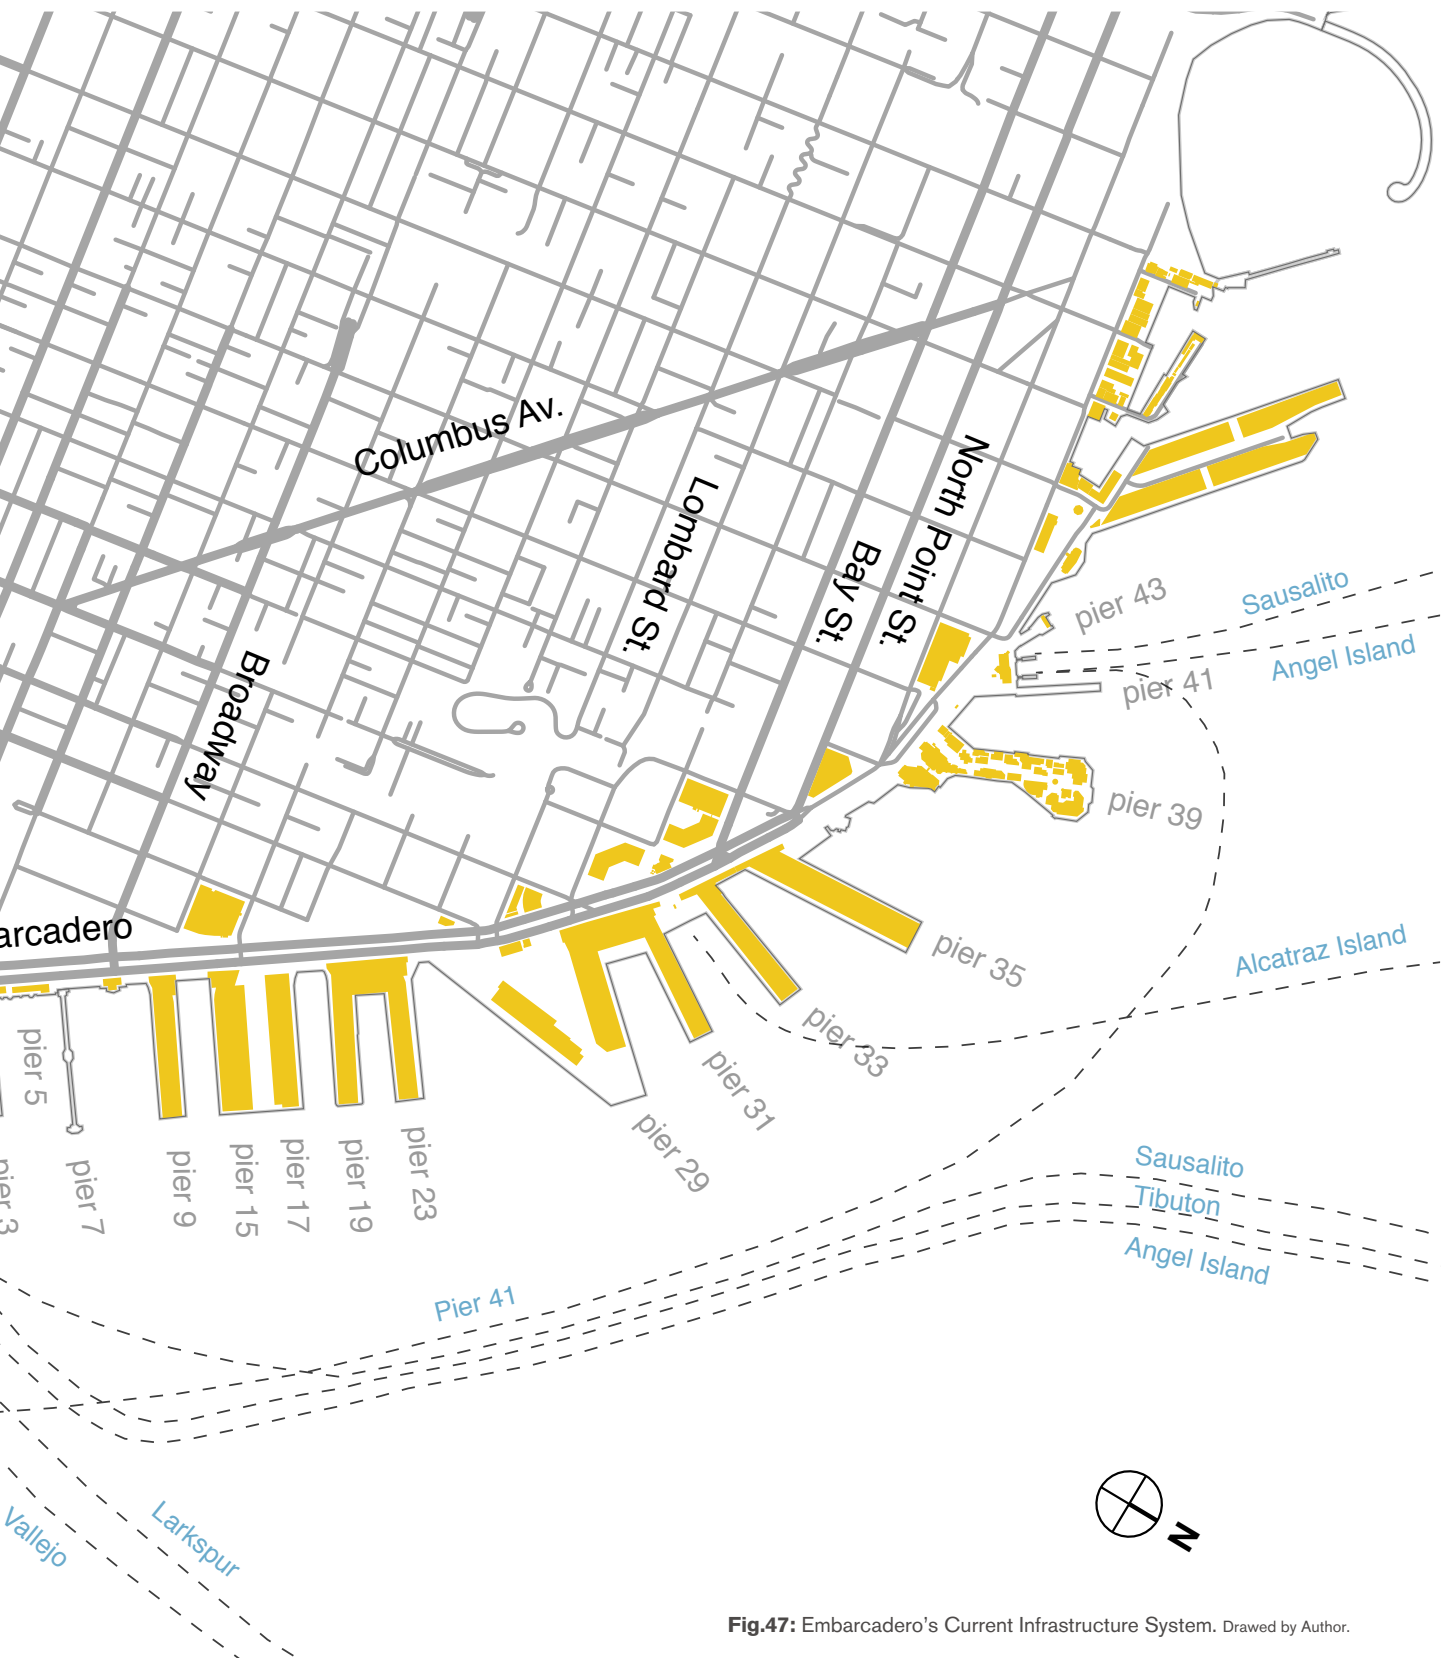 Columbus Av.
Lombard St.
Bay St.
North Point St.
Broadway
arcadero
pier 43
Sausalito
Angel Island
pier 41
pier 39
pier 35
Alcatraz Island
pier 33
pier 31
pier 29
pier 5
pier 3
pier 7
pier 9
pier 15
pier 17
pier 19
pier 23
Sausalito
Tibuton
Angel Island
Pier 41
Larkspur
Vallejo
N
Fig.47: Embarcadero's Current Infrastructure System. Drawed by Author.